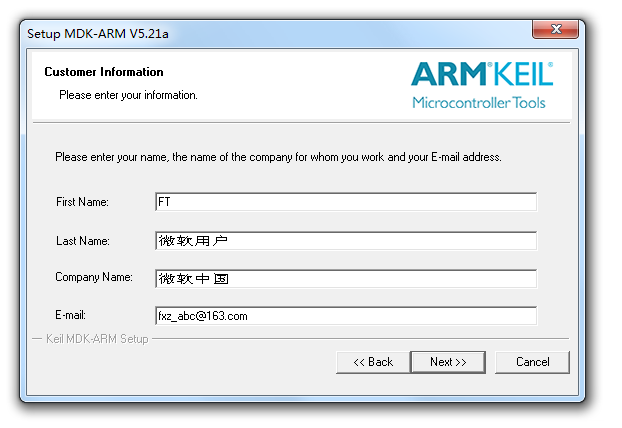 Setup MDK-ARM V5.21a
Customer Information
Please enter your information.
ARM KEIL
Microcontroller Tools
Please enter your name, the name of the company for whom you work and your E-mail address.
First Name: FT
Last Name: 微软用户
Company Name: 微软中国
E-mail: fxz_abc@163.com
Keil MDK-ARM Setup
<< Back Next >> Cancel